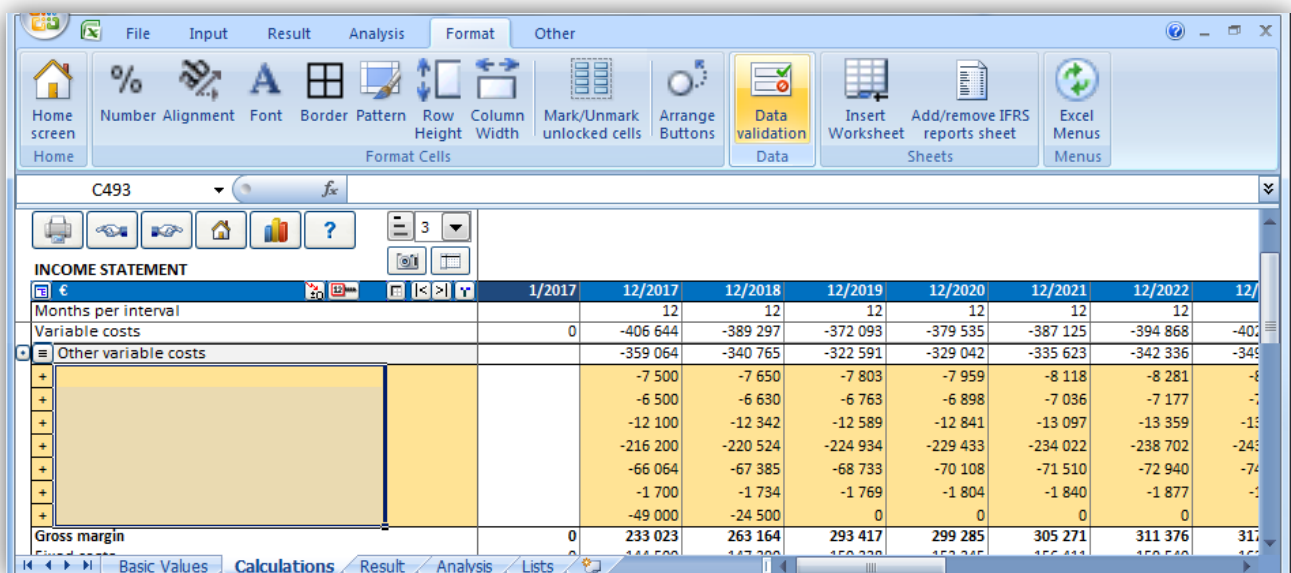 File Input Result Analysis Format Other
Home screen
% Number Alignment Font Border Pattern Row Height Column Width
Mark/Unmark unlocked cells
Arrange Buttons
Data validation
Insert Worksheet
Add/remove IFRS reports sheet
Excel Menus
Home Format Cells Data Sheets Menus
C493 fx
? 3
INCOME STATEMENT
€ 1/2017 12/2017 12/2018 12/2019 12/2020 12/2021 12/2022 12/
Months per interval 12 12 12 12 12 12
Variable costs 0 -406 644 -389 297 -372 093 -379 535 -387 125 -394 868 -402
Other variable costs -359 064 -340 765 -322 591 -329 042 -335 623 -342 336 -349
+ -7 500 -7 650 -7 803 -7 959 -8 118 -8 281
+ -6 500 -6 630 -6 763 -6 898 -7 036 -7 177
+ -12 100 -12 342 -12 589 -12 841 -13 097 -13 359
+ -216 200 -220 524 -224 934 -229 433 -234 022 -238 702 -243
+ -66 064 -67 385 -68 733 -70 108 -71 510 -72 940 -74
+ -1 700 -1 734 -1 769 -1 804 -1 840 -1 877
+ -49 000 -24 500 0 0 0 0
Gross margin 0 233 023 263 164 293 417 299 285 305 271 311 376 317
Basic Values Calculations Result Analysis Lists